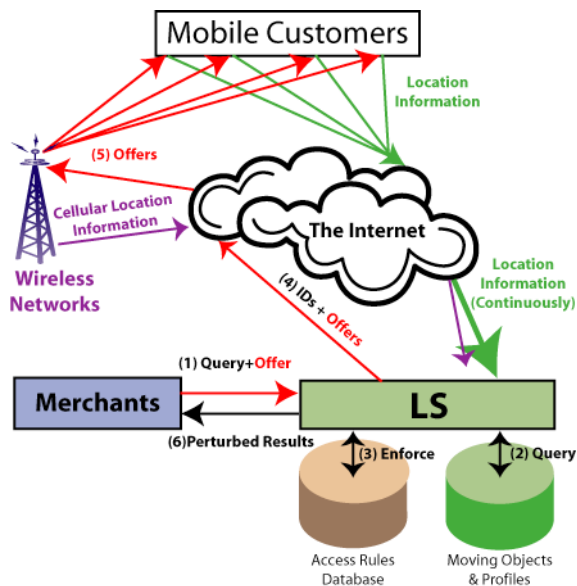 Mobile Customers
Location
Information
(5) Offers
Cellular Location
Information
The Internet
Wireless
Networks
Location
Information
(Continuously)
(4) IDs + Offers
(1) Query+Offer
Merchants
LS
(6)Perturbed Results
(3) Enforce
(2) Query
Access Rules
Database
Moving Objects
& Profiles